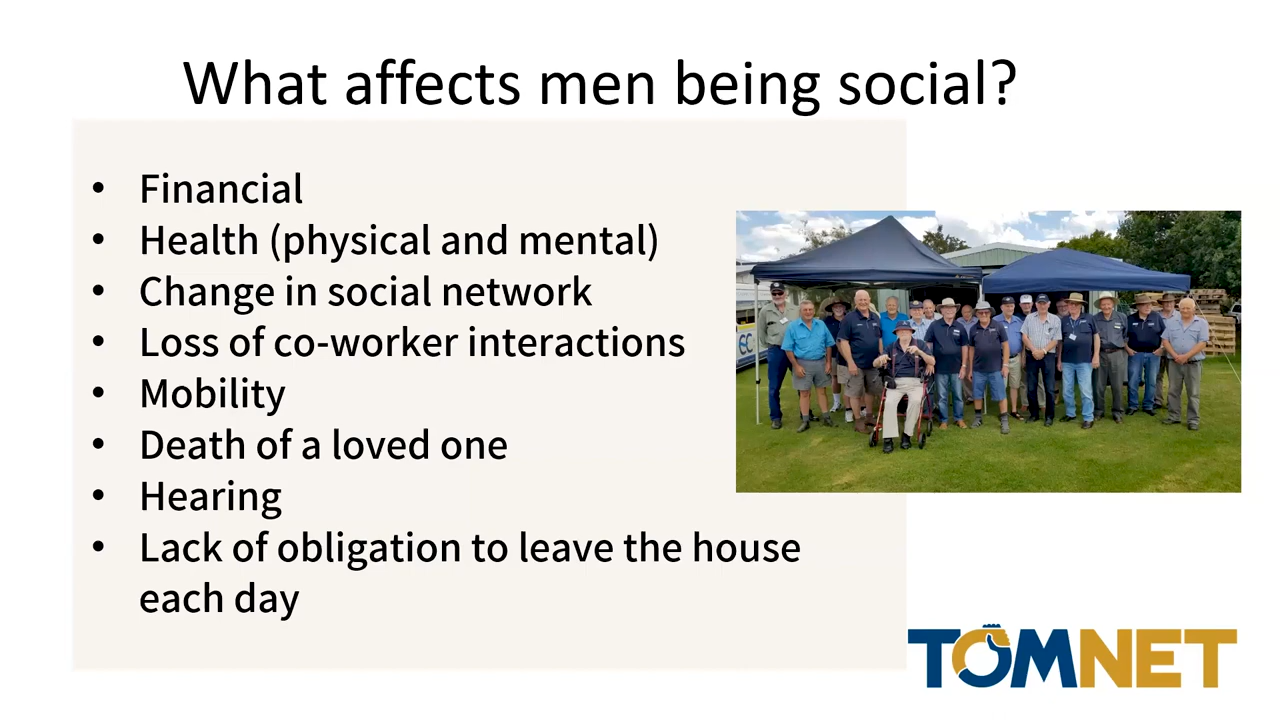 What affects men being social?
• Financial
• Health (physical and mental)
• Change in social network
• Loss of co-worker interactions
• Mobility
• Death of a loved one
• Hearing
• Lack of obligation to leave the house
each day
TOMNET